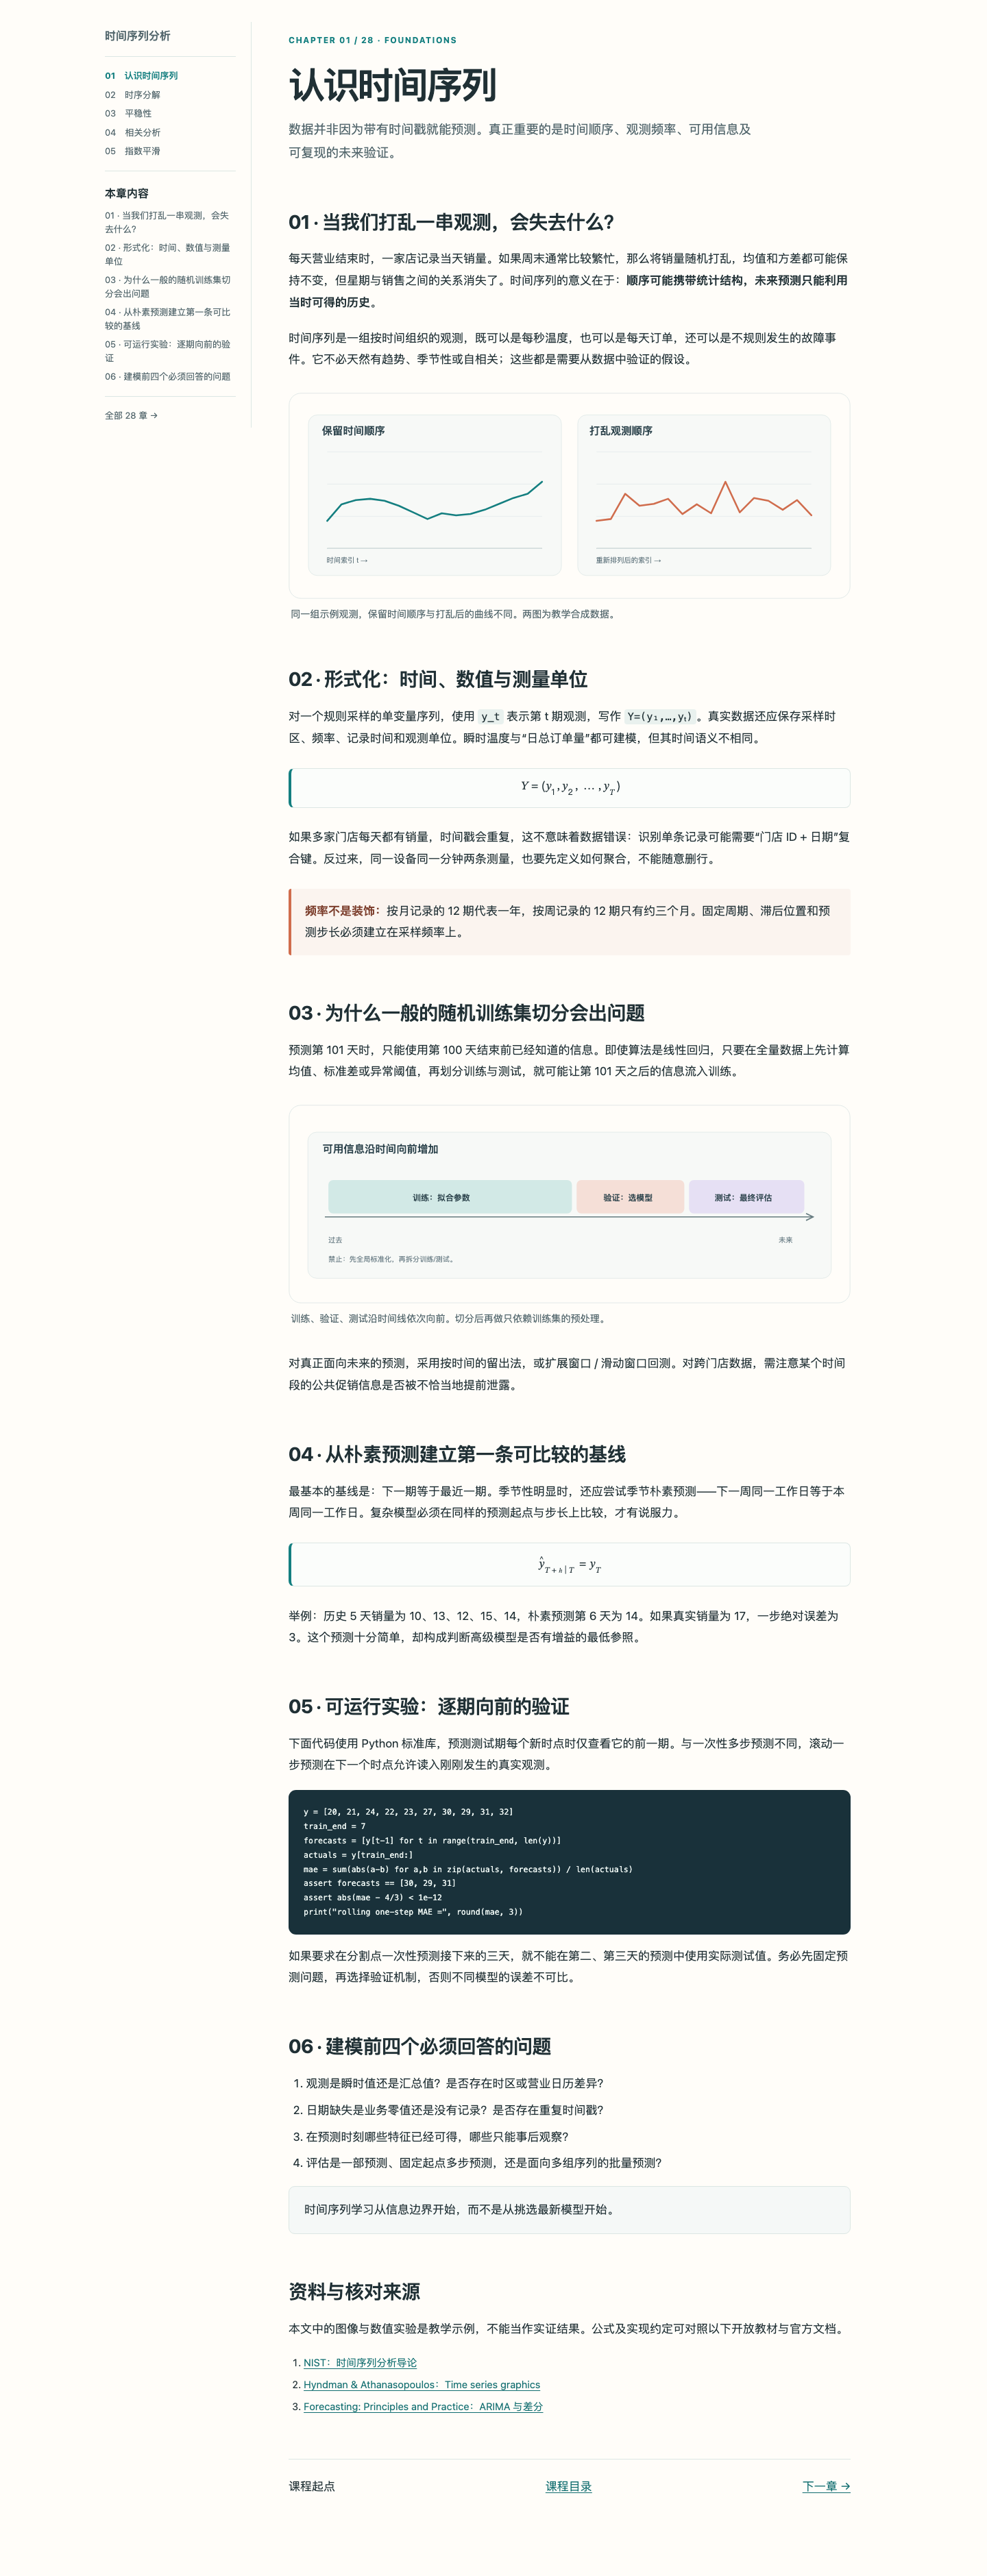 时间序列分析
01 认识时间序列
02 时序分解
03 平稳性
04 相关分析
05 指数平滑
本章内容
01 · 当我们打乱一串观测，会失
去什么？
02 · 形式化：时间、数值与测量
单位
03 · 为什么一般的随机训练集切
分会出问题
04 · 从朴素预测建立第一条可比
较的基线
05 · 可运行实验：逐期向前的验
证
06 · 建模前四个必须回答的问题
全部 28 章 →
CHAPTER 01 / 28 · FOUNDATIONS
认识时间序列
数据并非因为带有时间戳就能预测。真正重要的是时间顺序、观测频率、可用信息及
可复现的未来验证。
01 · 当我们打乱一串观测，会失去什么？
每天营业结束时，一家店记录当天销量。如果周末通常比较繁忙，那么将销量随机打乱，均值和方差都可能保
持不变，但星期与销售之间的关系消失了。时间序列的意义在于：顺序可能携带统计结构，未来预测只能利用
当时可得的历史。
时间序列是一组按时间组织的观测，既可以是每秒温度，也可以是每天订单，还可以是不规则发生的故障事
件。它不必天然有趋势、季节性或自相关；这些都是需要从数据中验证的假设。
保留时间顺序
时间索引 t →
打乱观测顺序
重新排列后的索引 →
同一组示例观测，保留时间顺序与打乱后的曲线不同。两图为教学合成数据。
02 · 形式化：时间、数值与测量单位
对一个规则采样的单变量序列，使用 y_t 表示第 t 期观测，写作 Y=(y₁,…,yₜ)。真实数据还应保存采样时
区、频率、记录时间和观测单位。瞬时温度与“日总订单量”都可建模，但其时间语义不相同。
Y = (y₁, y₂, … , y_T)
如果多家门店每天都有销量，时间戳会重复，这不意味着数据错误：识别单条记录可能需要“门店 ID + 日期”复
合键。反过来，同一设备同一分钟两条测量，也要先定义如何聚合，不能随意删行。
频率不是装饰：按月记录的 12 期代表一年，按周记录的 12 期只有约三个月。固定周期、滞后位置和预
测步长必须建立在采样频率上。
03 · 为什么一般的随机训练集切分会出问题
预测第 101 天时，只能使用第 100 天结束前已经知道的信息。即使算法是线性回归，只要在全量数据上先计算
均值、标准差或异常阈值，再划分训练与测试，就可能让第 101 天之后的信息流入训练。
可用信息沿时间向前增加
训练：拟合参数
验证：选模型
测试：最终评估
过去
未来
禁止：先全局标准化，再拆分训练/测试。
训练、验证、测试沿时间线依次向前。切分后再做只依赖训练集的预处理。
对真正面向未来的预测，采用按时间的留出法，或扩展窗口 / 滑动窗口回测。对跨门店数据，需注意某个时间
段的公共促销信息是否被不恰当地提前泄露。
04 · 从朴素预测建立第一条可比较的基线
最基本的基线是：下一期等于最近一期。季节性明显时，还应尝试季节朴素预测——下一周同一工作日等于本
周同一工作日。复杂模型必须在同样的预测起点与步长上比较，才有说服力。
ŷ_{T + h | T} = y_T
举例：历史 5 天销量为 10、13、12、15、14，朴素预测第 6 天为 14。如果真实销量为 17，一步绝对误差为
3。这个预测十分简单，却构成判断高级模型是否有增益的最低参照。
05 · 可运行实验：逐期向前的验证
下面代码使用 Python 标准库，预测测试期每个新时点时仅查看它的前一期。与一次性多步预测不同，滚动一
步预测在下一个时点允许读入刚刚发生的真实观测。
y = [20, 21, 24, 22, 23, 27, 30, 29, 31, 32]
train_end = 7
forecasts = [y[t-1] for t in range(train_end, len(y))]
actuals = y[train_end:]
mae = sum(abs(a-b) for a,b in zip(actuals, forecasts)) / len(actuals)
assert forecasts == [30, 29, 31]
assert abs(mae - 4/3) < 1e-12
print("rolling one-step MAE =", round(mae, 3))
如果要求在分割点一次性预测接下来的三天，就不能在第二、第三天的预测中使用实际测试值。务必先固定预
测问题，再选择验证机制，否则不同模型的误差不可比。
06 · 建模前四个必须回答的问题
1. 观测是瞬时值还是汇总值？是否存在时区或营业日历差异？
2. 日期缺失是业务零值还是没有记录？是否存在重复时间戳？
3. 在预测时刻哪些特征已经可得，哪些只能事后观察？
4. 评估是一部预测、固定起点多步预测，还是面向多组序列的批量预测？
时间序列学习从信息边界开始，而不是从挑选最新模型开始。
资料与核对来源
本文中的图像与数值实验是教学示例，不能当作实证结果。公式及实现约定可对照以下开放教材与官方文档。
1. NIST：时间序列分析导论
2. Hyndman & Athanasopoulos：Time series graphics
3. Forecasting: Principles and Practice：ARIMA 与差分
课程起点
课程目录
下一章 →